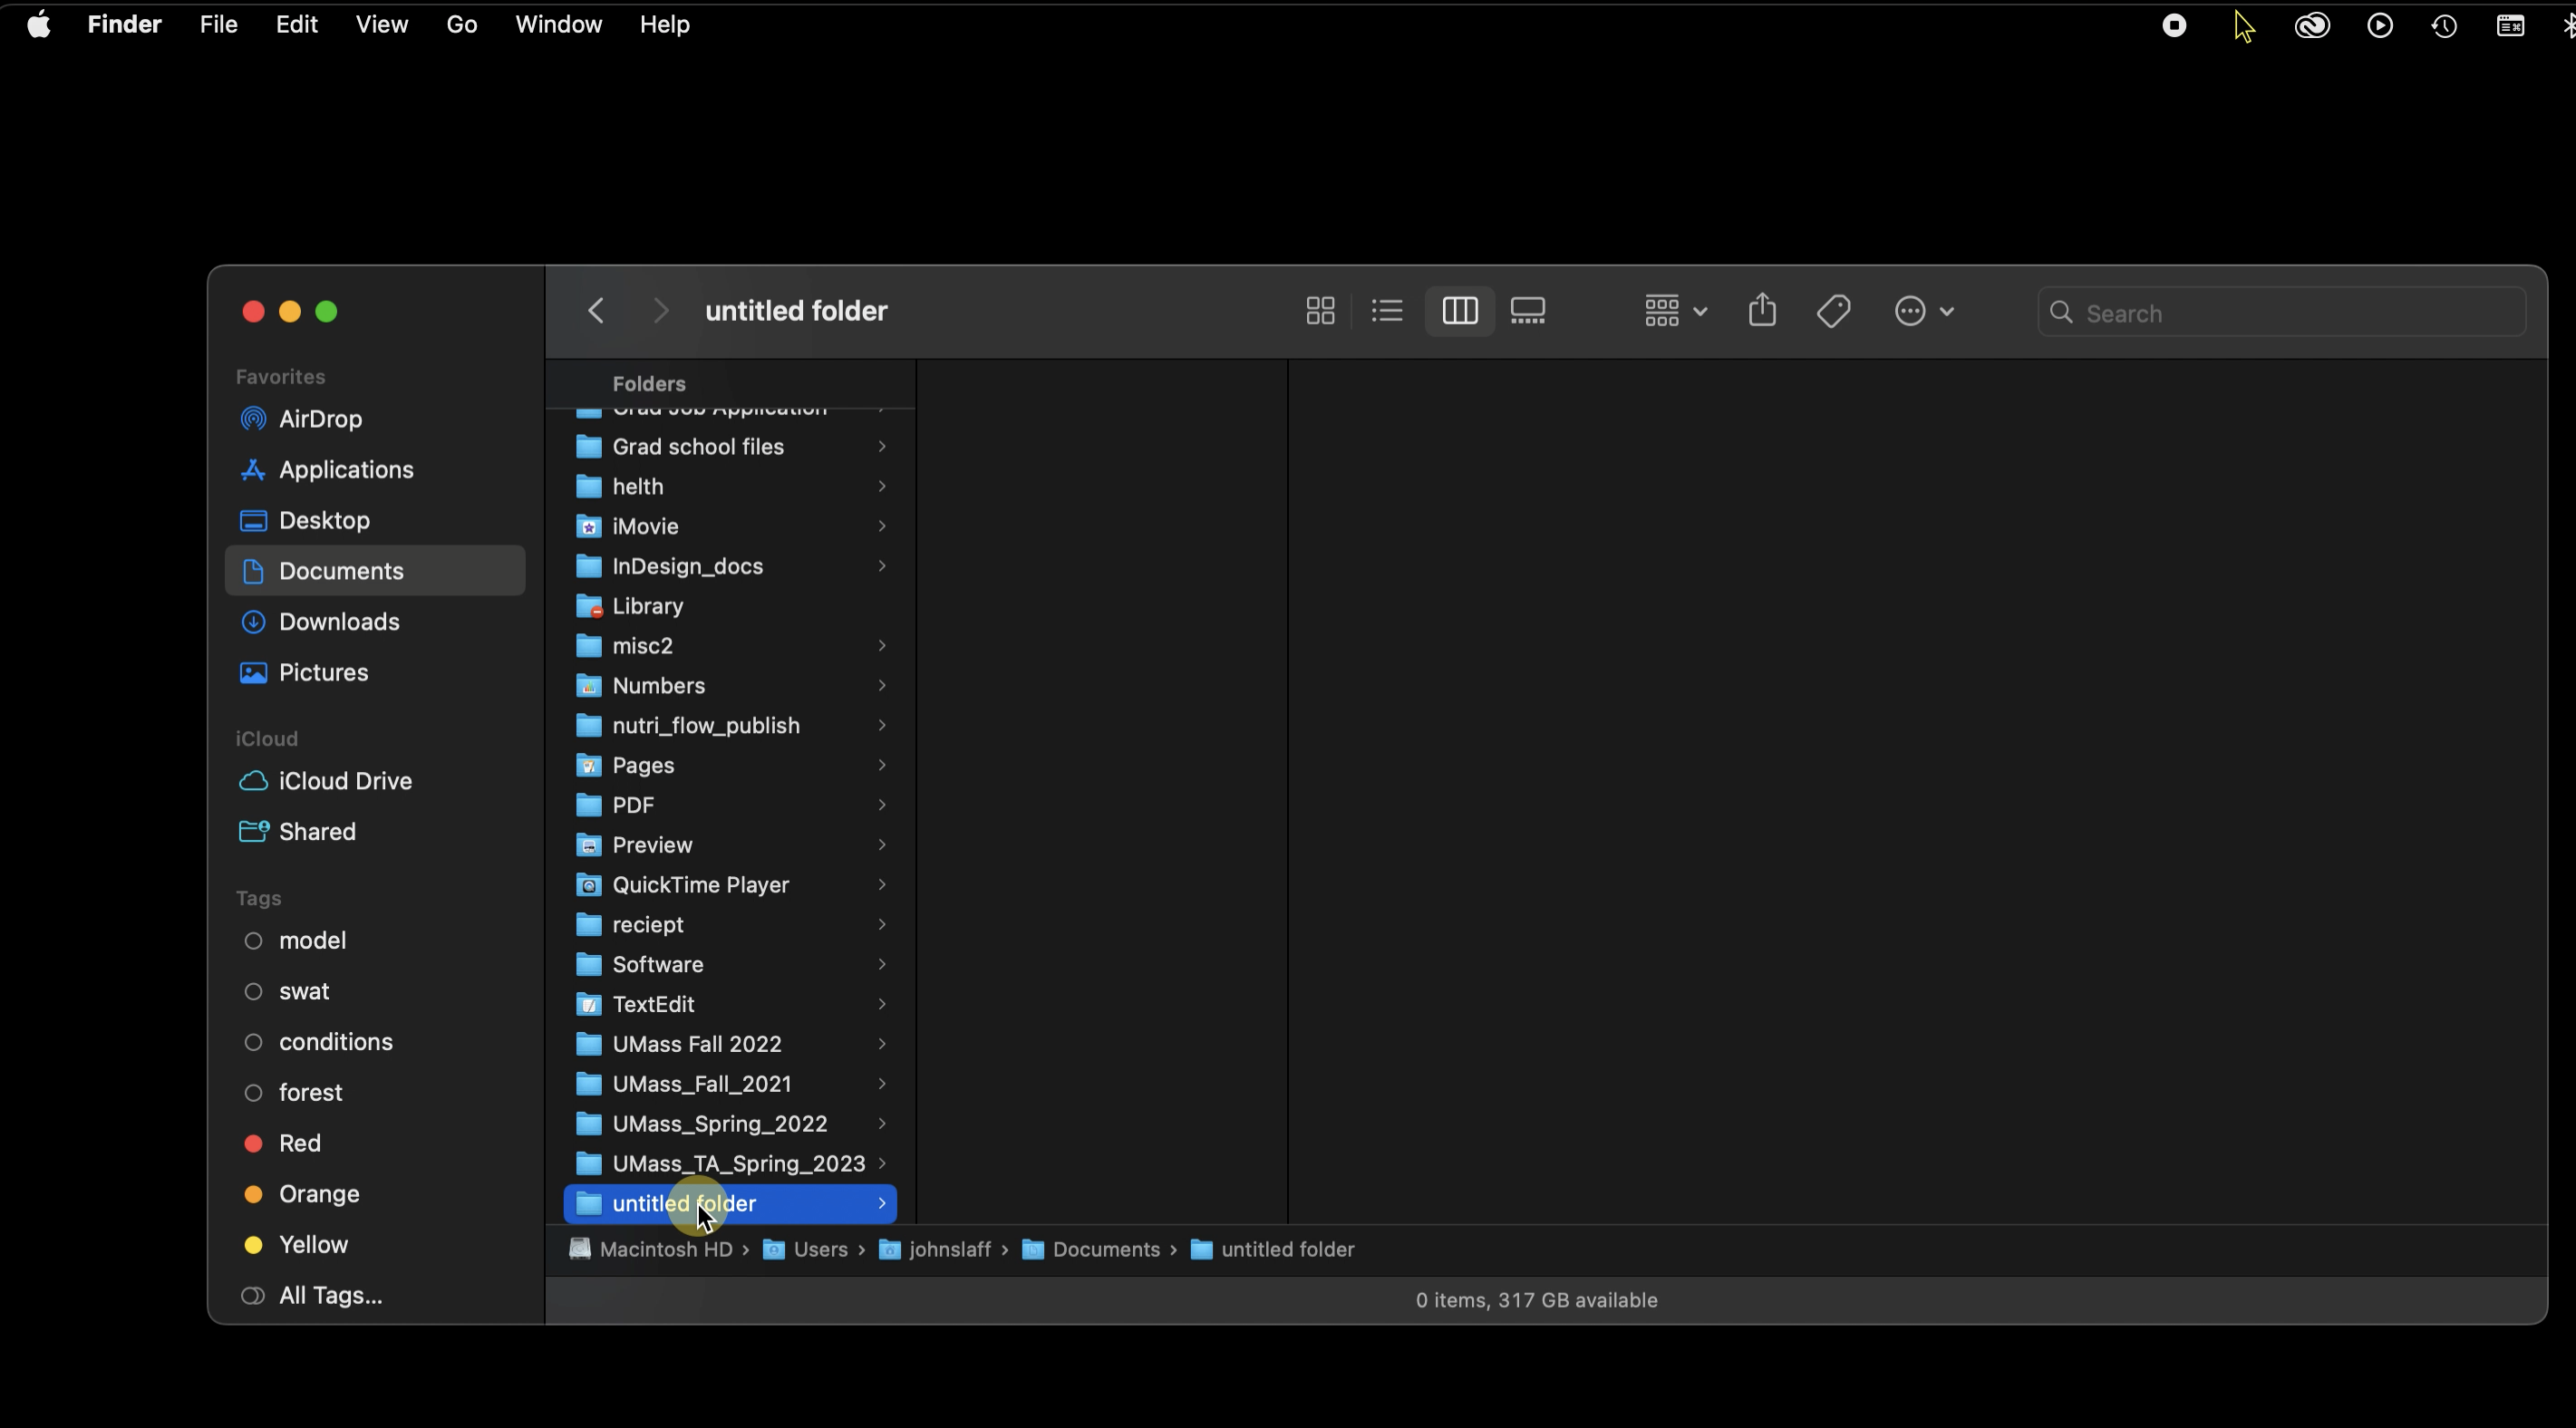 Finder File Edit View Go Window Help
untitled folder
Search
Favorites
AirDrop
Applications
Desktop
Documents
Downloads
Pictures
iCloud
iCloud Drive
Shared
Tags
model
swat
conditions
forest
Red
Orange
Yellow
All Tags...
Folders
Grad Job Application
Grad school files
helth
iMovie
InDesign_docs
Library
misc2
Numbers
nutri_flow_publish
Pages
PDF
Preview
QuickTime Player
reciept
Software
TextEdit
UMass Fall 2022
UMass_Fall_2021
UMass_Spring_2022
UMass_TA_Spring_2023
untitled folder
Macintosh HD › Users › johnslaff › Documents › untitled folder
0 items, 317 GB available